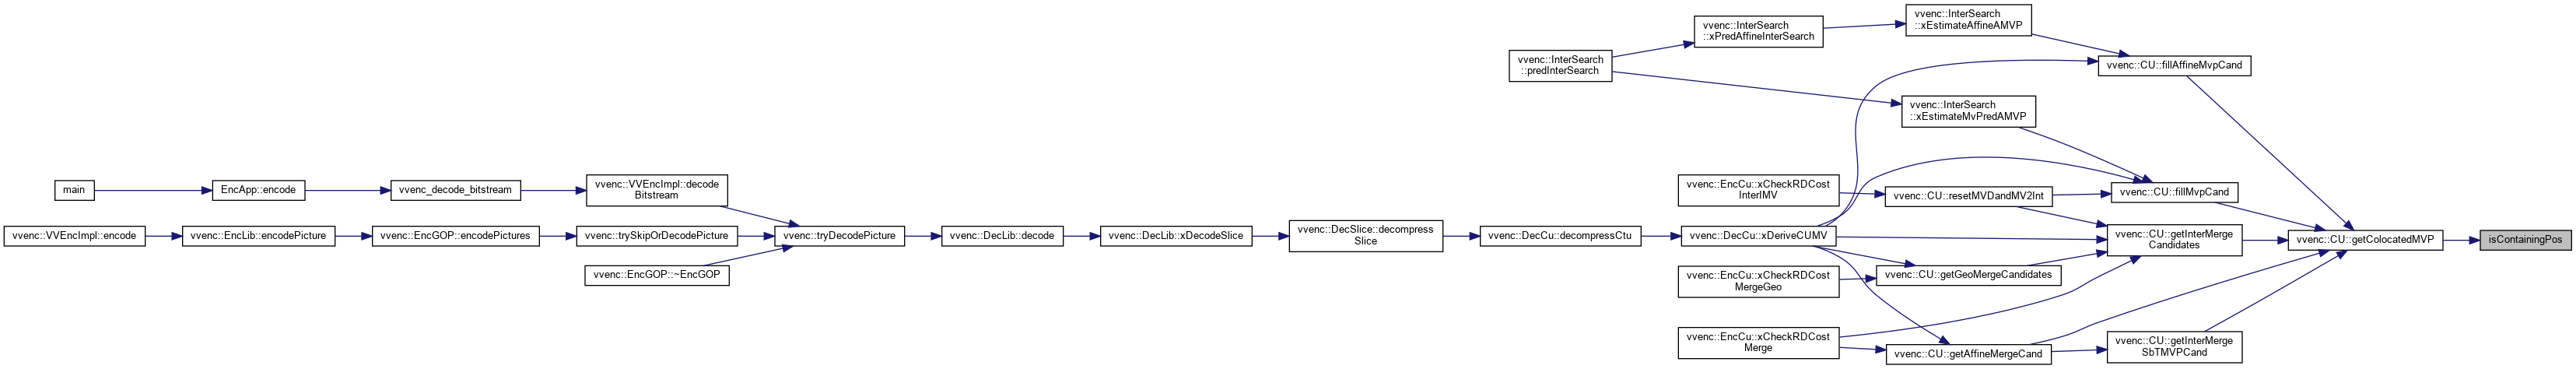 vvenc::InterSearch
::xEstimateAffineAMVP
vvenc::InterSearch
::xPredAffineInterSearch
vvenc::InterSearch
::predInterSearch
vvenc::CU::fillAffineMvpCand
vvenc::InterSearch
::xEstimateMvPredAMVP
main
EncApp::encode
vvenc_decode_bitstream
vvenc::VVEncImpl::decode
Bitstream
vvenc::EncCu::xCheckRDCost
InterIMV
vvenc::CU::resetMVDandMV2Int
vvenc::CU::fillMvpCand
vvenc::VVEncImpl::encode
vvenc::EncLib::encodePicture
vvenc::EncGOP::encodePictures
vvenc::trySkipOrDecodePicture
vvenc::tryDecodePicture
vvenc::DecLib::decode
vvenc::DecLib::xDecodeSlice
vvenc::DecSlice::decompress
Slice
vvenc::DecCu::decompressCtu
vvenc::DecCu::xDeriveCUMV
vvenc::CU::getInterMerge
Candidates
vvenc::CU::getColocatedMVP
isContainingPos
vvenc::EncGOP::~EncGOP
vvenc::EncCu::xCheckRDCost
MergeGeo
vvenc::CU::getGeoMergeCandidates
vvenc::EncCu::xCheckRDCost
Merge
vvenc::CU::getAffineMergeCand
vvenc::CU::getInterMerge
SbTMVPCand